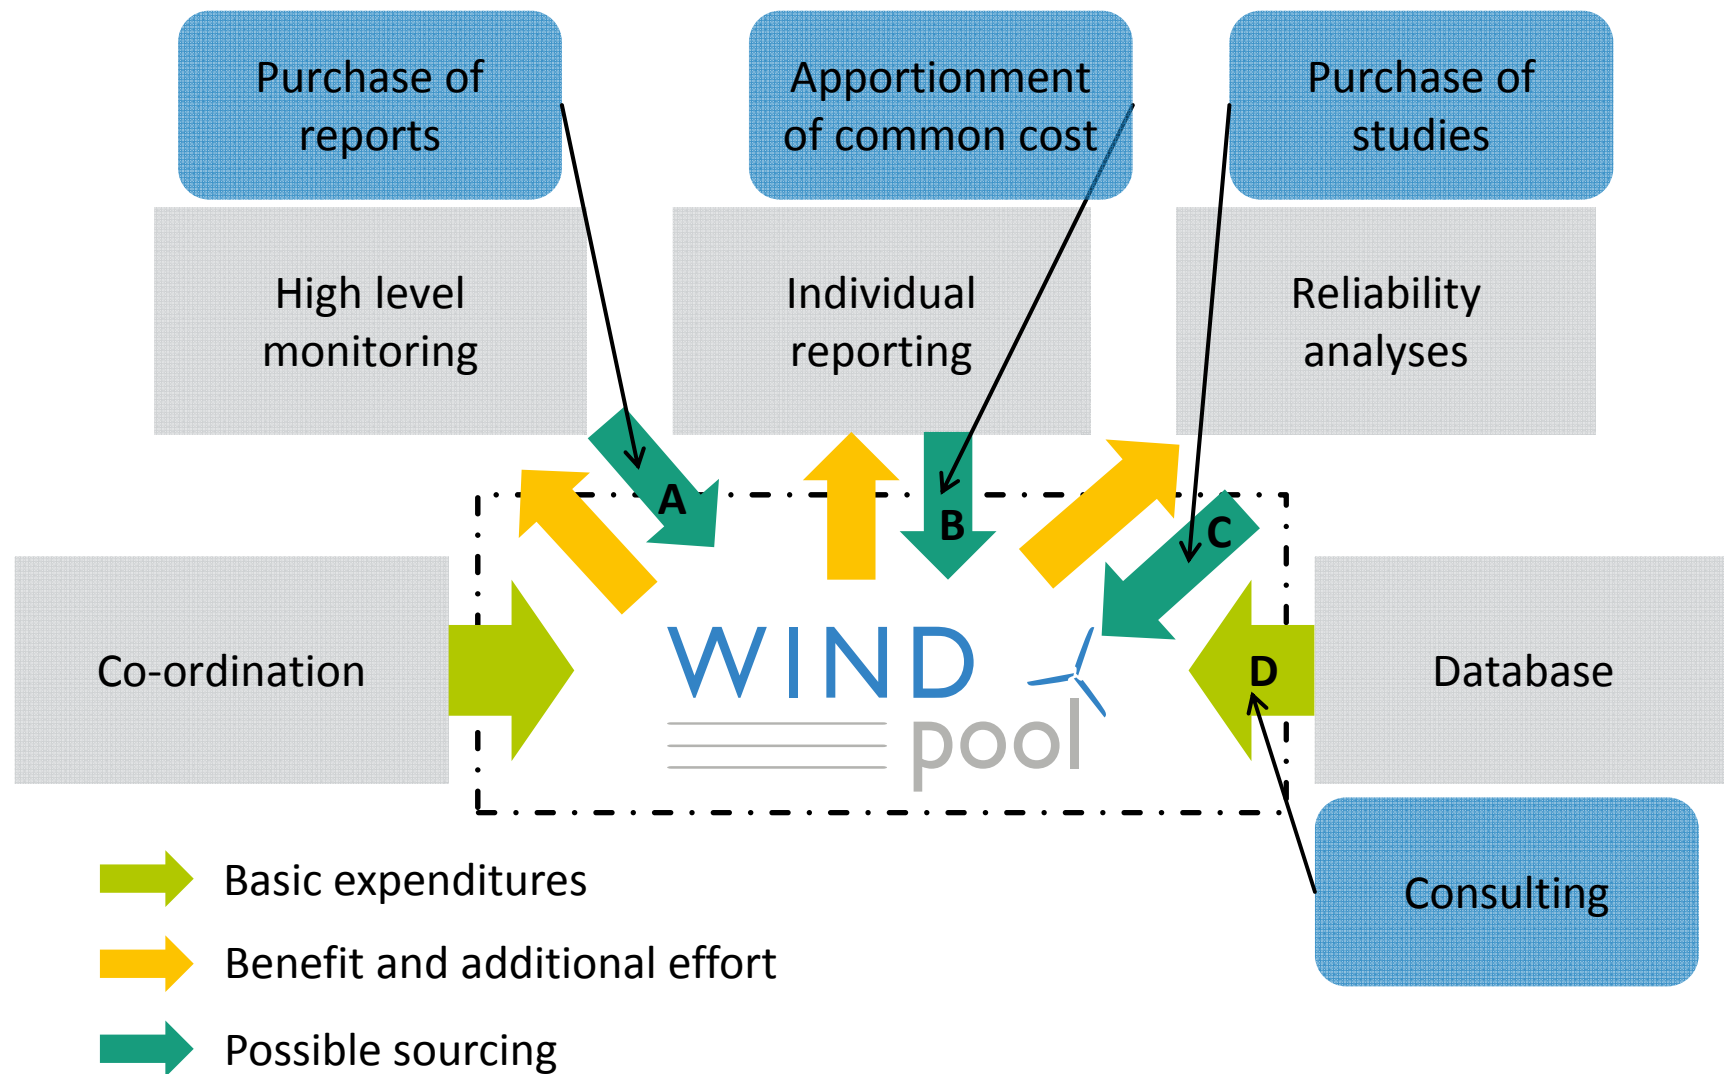 Purchase of
reports
Apportionment
of common cost
Purchase of
studies
High level
monitoring
Individual
reporting
Reliability
analyses
A
B
C
Co-ordination
WIND
pool
D
Database
Basic expenditures
Consulting
Benefit and additional effort
Possible sourcing